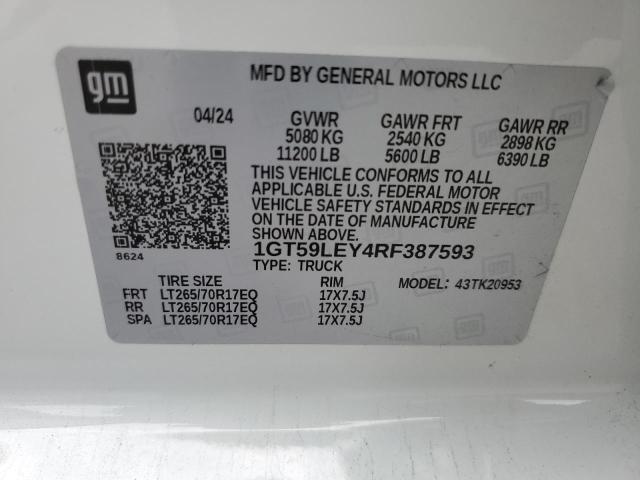 gm
MFD BY GENERAL MOTORS LLC
04/24 GVWR GAWR FRT GAWR RR
5080 KG 2540 KG 2898 KG
11200 LB 5600 LB 6390 LB
THIS VEHICLE CONFORMS TO ALL
APPLICABLE U.S. FEDERAL MOTOR
VEHICLE SAFETY STANDARDS IN EFFECT
ON THE DATE OF MANUFACTURE
SHOWN ABOVE.
8624
1GT59LEY4RF387593
TYPE: TRUCK
TIRE SIZE RIM MODEL: 43TK20953
FRT LT265/70R17EQ 17X7.5J
RR LT265/70R17EQ 17X7.5J
SPA LT265/70R17EQ 17X7.5J